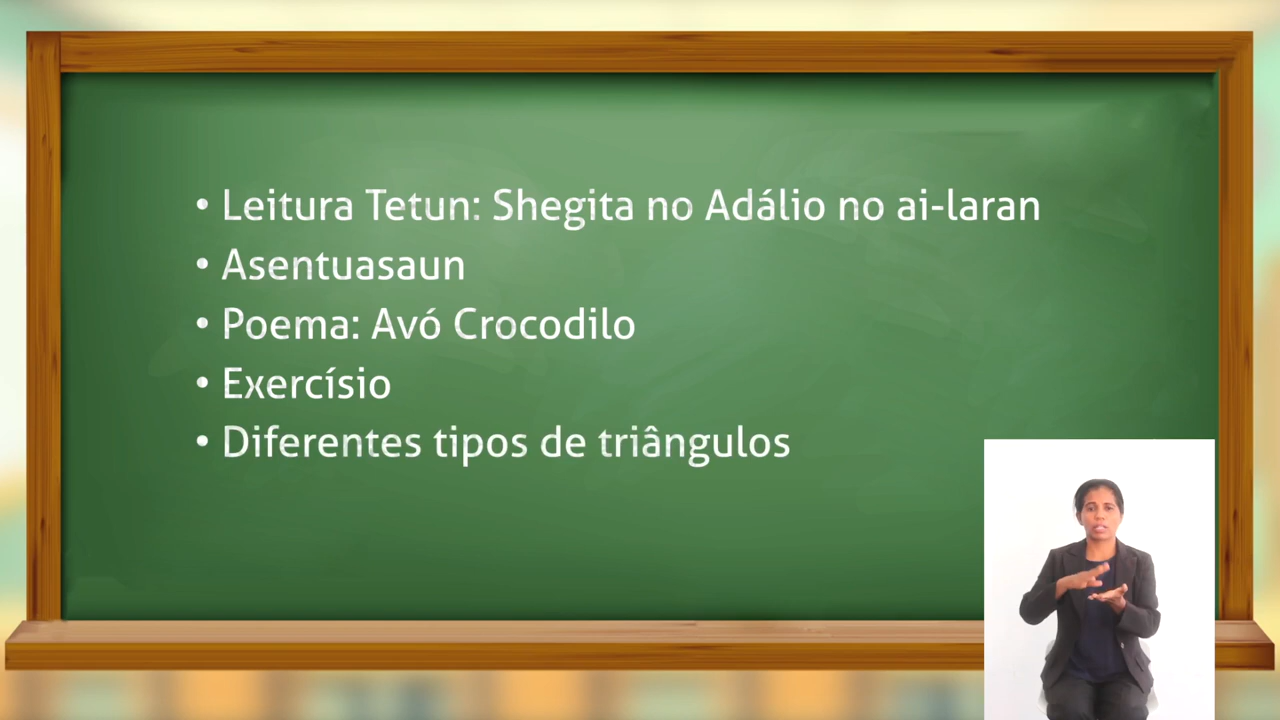 • Leitura Tetun: Shegita no Adálio no ai-laran
• Asentuasaun
• Poema: Avó Crocodilo
• Exercísio
• Diferentes tipos de triângulos